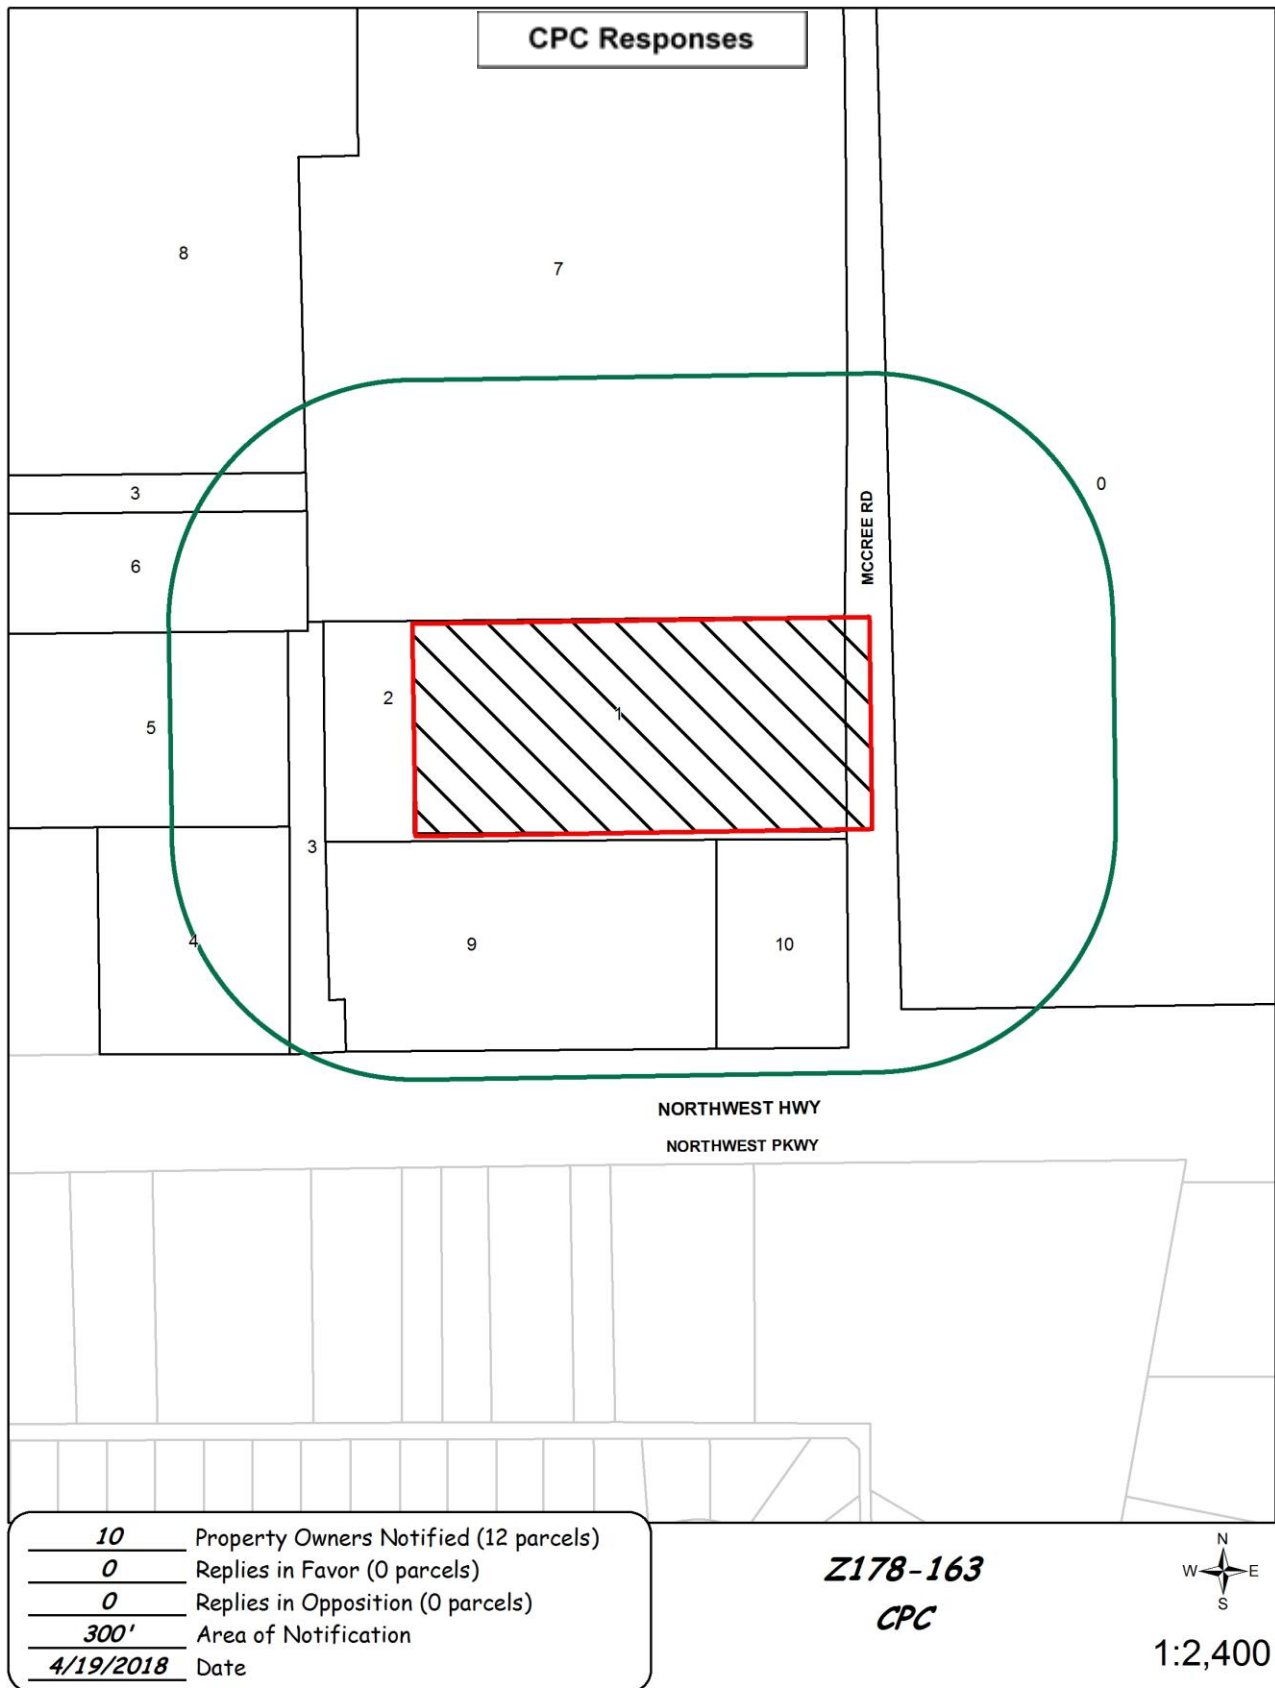 CPC Responses
8
7
0
3
MCCREE RD
6
2
1
5
3
4
9
10
NORTHWEST HWY
NORTHWEST PKWY
10 Property Owners Notified (12 parcels)
0 Replies in Favor (0 parcels)
0 Replies in Opposition (0 parcels)
300' Area of Notification
4/19/2018 Date
Z178-163
CPC
N
W E
S
1:2,400